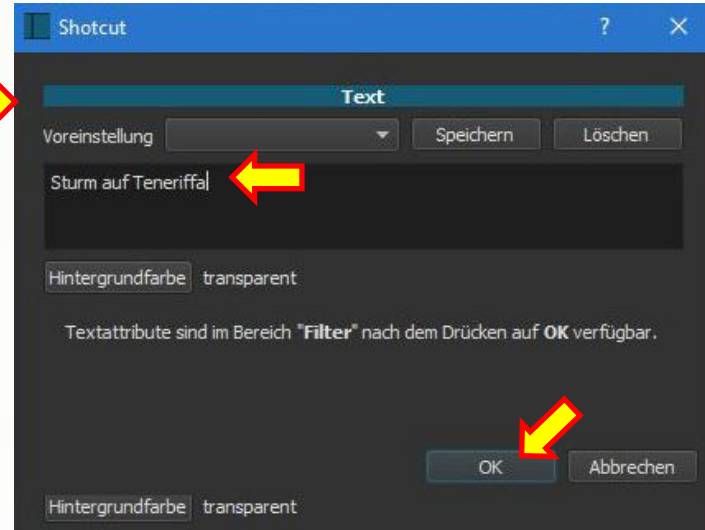 Shotcut ?
Text
Voreinstellung Speichern Löschen
Sturm auf Teneriffa
Hintergrundfarbe transparent
Textattribute sind im Bereich "Filter" nach dem Drücken auf OK verfügbar.
OK Abbrechen
Hintergrundfarbe transparent